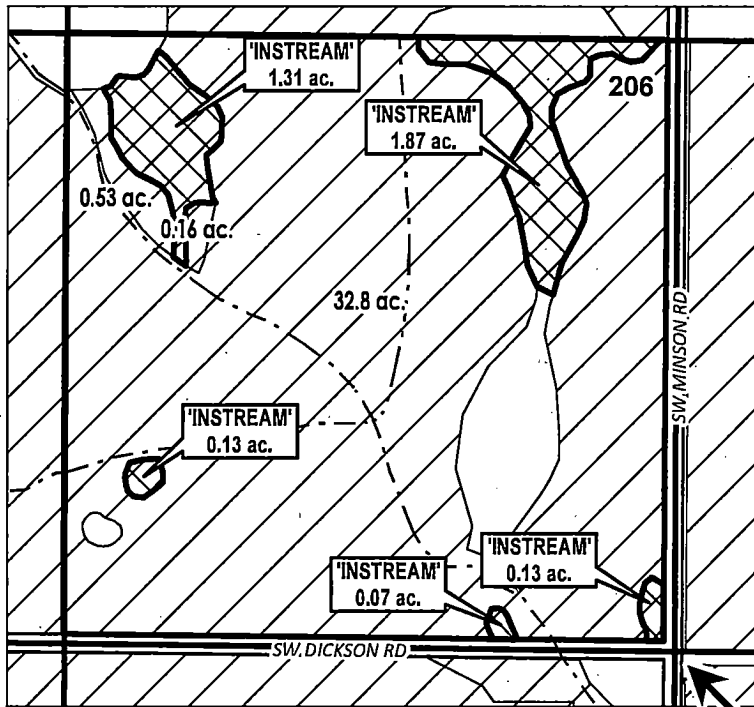 'INSTREAM'
1.31 ac.
206
'INSTREAM'
1.87 ac.
0.53 ac.
0.16 ac.
32.8 ac.
SW MINSON RD
'INSTREAM'
0.13 ac.
'INSTREAM'
0.13 ac.
'INSTREAM'
0.07 ac.
SW DICKSON RD